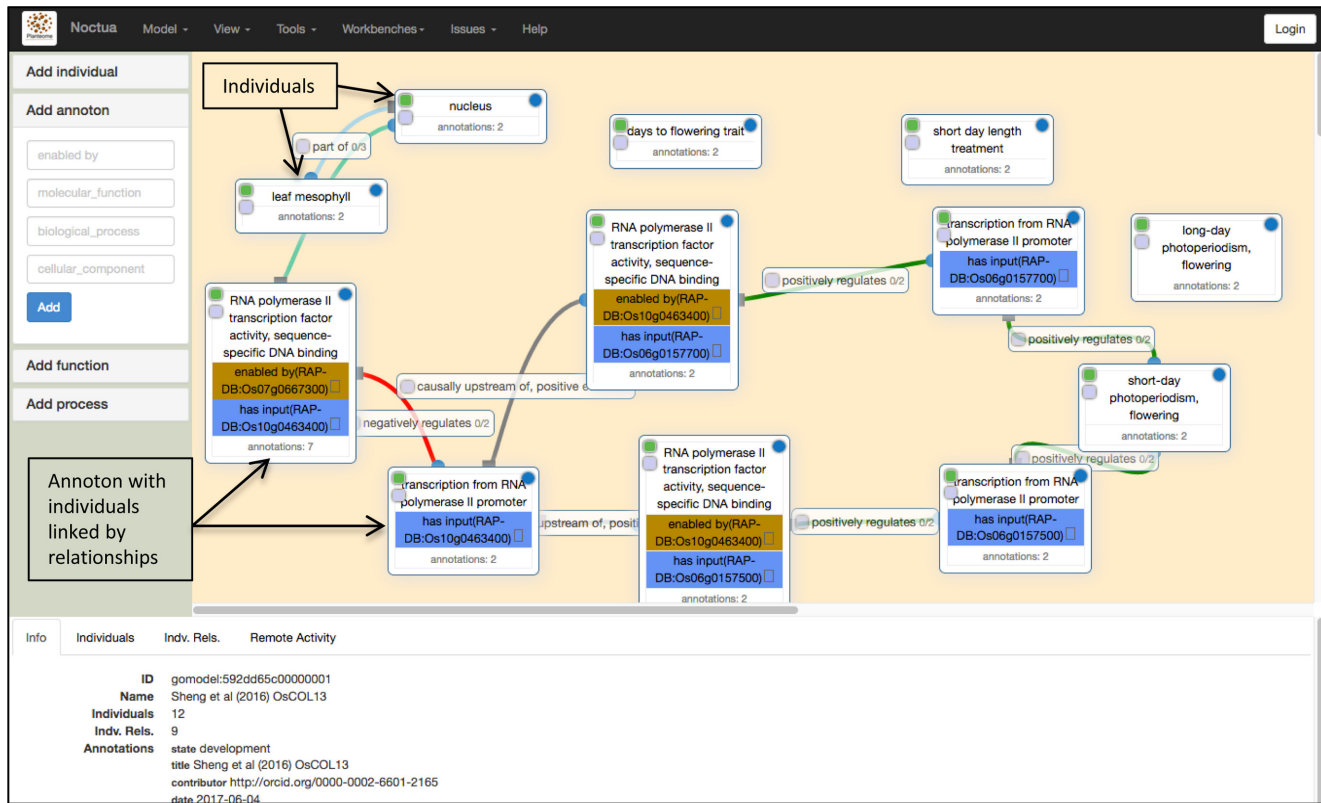 Planteome
Noctua
Model
View
Tools
Workbenches
Issues
Help
Login
Add individual
Add annoton
enabled by
molecular_function
biological_process
cellular_component
Add
Add function
Add process
Individuals
nucleus
annotations: 2
part of 0/3
leaf mesophyll
annotations: 2
days to flowering trait
annotations: 2
short day length
treatment
annotations: 2
RNA polymerase II
transcription factor
activity, sequence-
specific DNA binding
enabled by(RAP-
DB:Os10g0463400)
has input(RAP-
DB:Os06g0157700)
annotations: 2
positively regulates 0/2
transcription from RNA
polymerase II promoter
has input(RAP-
DB:Os06g0157700)
annotations: 2
long-day
photoperiodism,
flowering
annotations: 2
RNA polymerase II
transcription factor
activity, sequence-
specific DNA binding
enabled by(RAP-
DB:Os07g0667300)
has input(RAP-
DB:Os10g0463400)
annotations: 7
causally upstream of, positive e
negatively regulates 0/2
positively regulates 0/2
short-day
photoperiodism,
flowering
annotations: 2
positively regulates 0/2
Annoton with
individuals
linked by
relationships
transcription from RNA
polymerase II promoter
has input(RAP-
DB:Os10g0463400)
annotations: 2
upstream of, positi
RNA polymerase II
transcription factor
activity, sequence-
specific DNA binding
enabled by(RAP-
DB:Os10g0463400)
has input(RAP-
DB:Os06g0157500)
annotations: 2
positively regulates 0/2
transcription from RNA
polymerase II promoter
has input(RAP-
DB:Os06g0157500)
annotations: 2
Info
Individuals
Indv. Rels.
Remote Activity
ID gomodel:592dd65c00000001
Name Sheng et al (2016) OsCOL13
Individuals 12
Indv. Rels. 9
Annotations state development
title Sheng et al (2016) OsCOL13
contributor http://orcid.org/0000-0002-6601-2165
date 2017-06-04